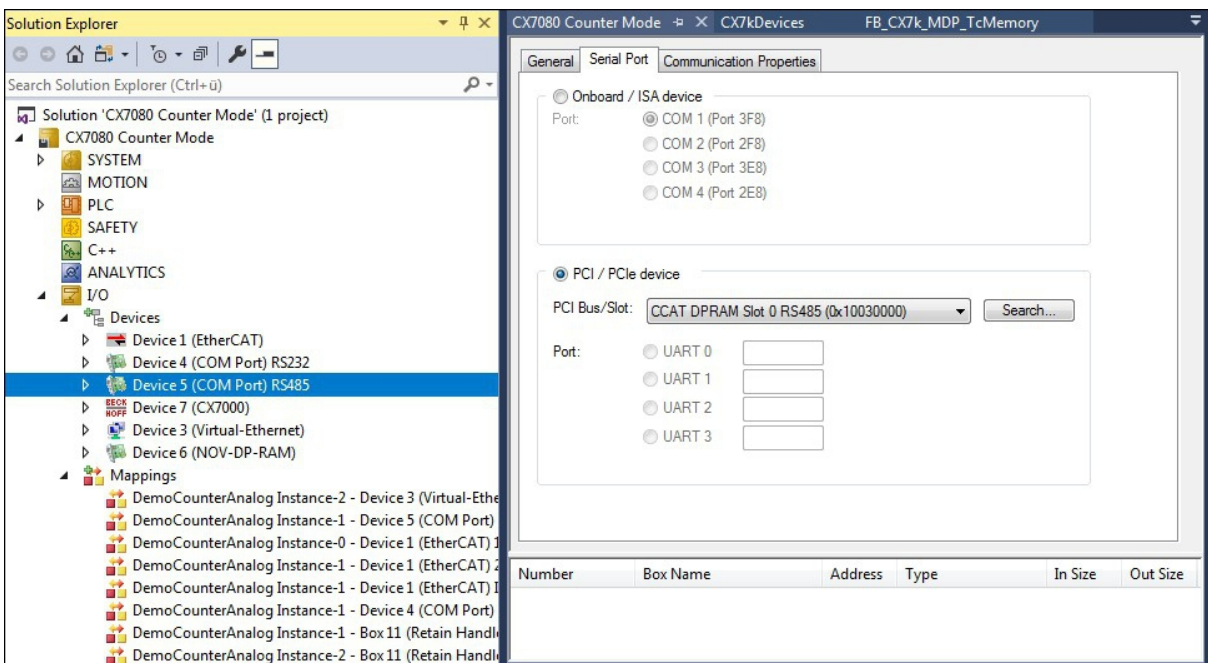 Solution Explorer
Search Solution Explorer (Ctrl+ü)
Solution 'CX7080 Counter Mode' (1 project)
CX7080 Counter Mode
SYSTEM
MOTION
PLC
SAFETY
C++
ANALYTICS
I/O
Devices
Device 1 (EtherCAT)
Device 4 (COM Port) RS232
Device 5 (COM Port) RS485
BECK
HOFF
Device 7 (CX7000)
Device 3 (Virtual-Ethernet)
Device 6 (NOV-DP-RAM)
Mappings
DemoCounterAnalog Instance-2 - Device 3 (Virtual-Ethe
DemoCounterAnalog Instance-1 - Device 5 (COM Port)
DemoCounterAnalog Instance-0 - Device 1 (EtherCAT) 1
DemoCounterAnalog Instance-1 - Device 1 (EtherCAT) 2
DemoCounterAnalog Instance-1 - Device 1 (EtherCAT) I
DemoCounterAnalog Instance-1 - Device 4 (COM Port)
DemoCounterAnalog Instance-1 - Box 11 (Retain Handl
DemoCounterAnalog Instance-2 - Box 11 (Retain Handl
CX7080 Counter Mode CX7kDevices FB_CX7k_MDP_TcMemory
General Serial Port Communication Properties
Onboard / ISA device
Port: COM 1 (Port 3F8)
COM 2 (Port 2F8)
COM 3 (Port 3E8)
COM 4 (Port 2E8)
PCI / PCIe device
PCI Bus/Slot: CCAT DPRAM Slot 0 RS485 (0x10030000) Search...
Port: UART 0
UART 1
UART 2
UART 3
Number Box Name Address Type In Size Out Size